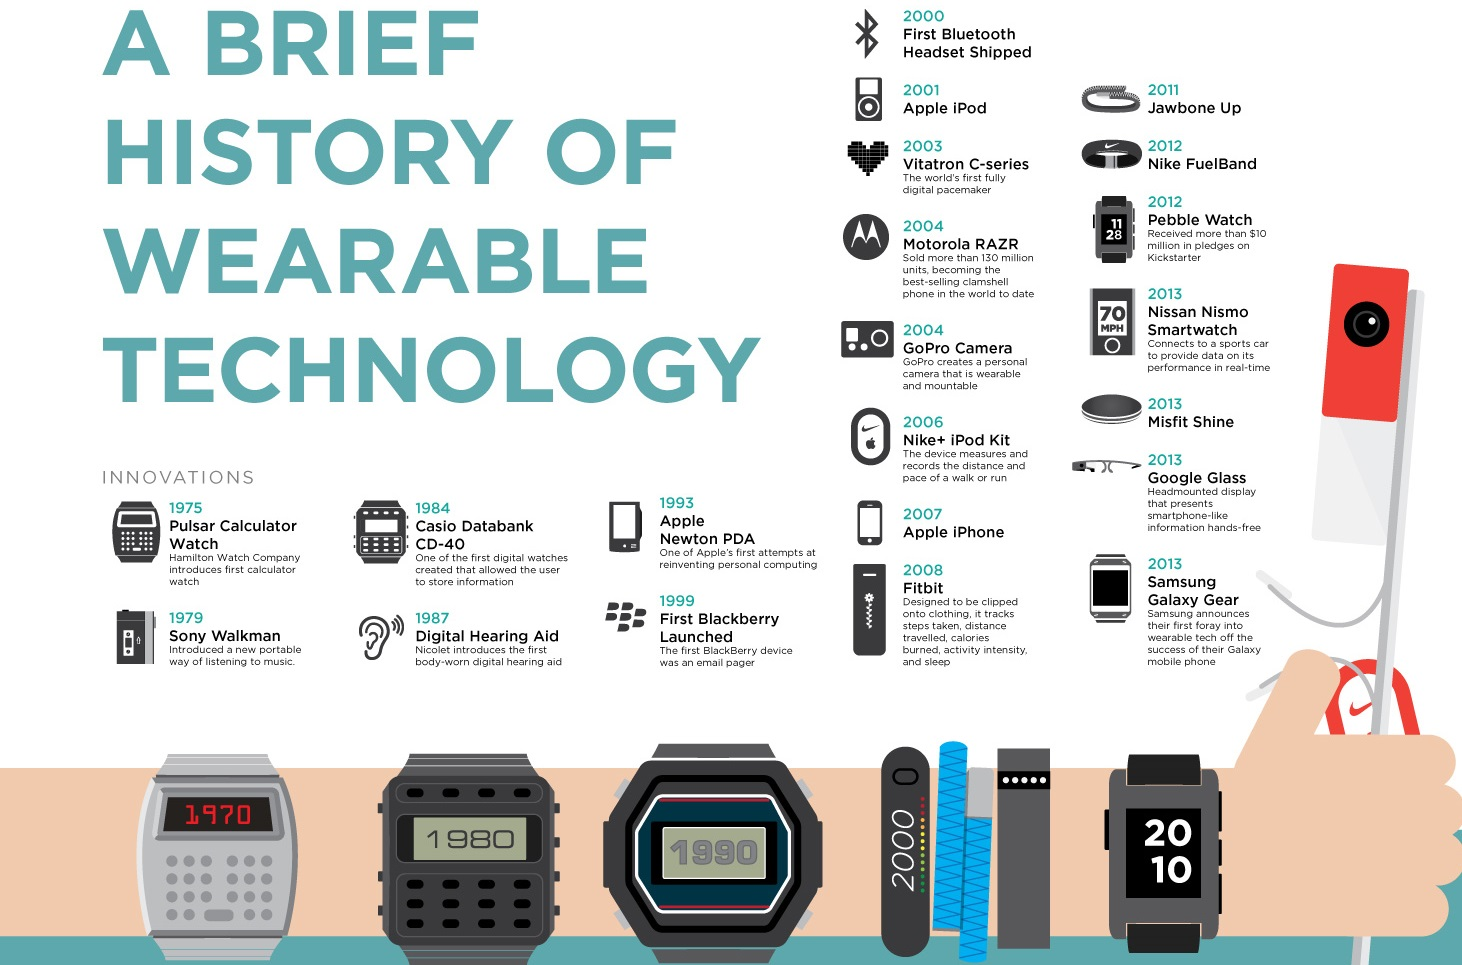 A BRIEF
HISTORY OF
WEARABLE
TECHNOLOGY
INNOVATIONS
1975
Pulsar Calculator
Watch
Hamilton Watch Company
introduces first calculator
watch
1979
Sony Walkman
Introduced a new portable
way of listening to music.
1984
Casio Databank
CD-40
One of the first digital watches
created that allowed the user
to store information
1987
Digital Hearing Aid
Nicolet introduces the first
body-worn digital hearing aid
1993
Apple
Newton PDA
One of Apple's first attempts at
reinventing personal computing
1999
First Blackberry
Launched
The first BlackBerry device
was an email pager
2000
First Bluetooth
Headset Shipped
2001
Apple iPod
2003
Vitatron C-series
The world's first fully
digital pacemaker
2004
Motorola RAZR
Sold more than 130 million
units, becoming the
best-selling clamshell
phone in the world to date
2004
GoPro Camera
GoPro creates a personal
camera that is wearable
and mountable
2006
Nike+ iPod Kit
The device measures and
records the distance and
pace of a walk or run
2007
Apple iPhone
2008
Fitbit
Designed to be clipped
onto clothing, it tracks
steps taken, distance
travelled, calories
burned, activity intensity,
and sleep
2011
Jawbone Up
2012
Nike FuelBand
2012
Pebble Watch
Received more than $10
million in pledges on
Kickstarter
11
28
2013
Nissan Nismo
Smartwatch
Connects to a sports car
to provide data on its
performance in real-time
70
MPH
2013
Misfit Shine
2013
Google Glass
Headmounted display
that presents
smartphone-like
information hands-free
2013
Samsung
Galaxy Gear
Samsung announces
their first foray into
wearable tech off the
success of their Galaxy
mobile phone
1970
1980
1990
2000
20
10